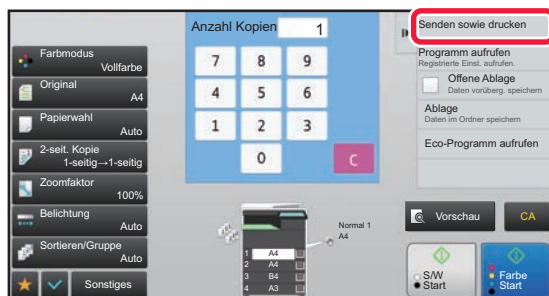 Anzahl Kopien 1
Senden sowie drucken
Programm aufrufen
Registrierte Einst. aufrufen.
Offene Ablage
Daten vorüberg. speichern
Ablage
Daten im Ordner speichern
Eco-Programm aufrufen
Farbmodus
Vollfarbe
Original
A4
Papierwahl
Auto
2-seit. Kopie
1-seitig→1-seitig
Zoomfaktor
100%
Belichtung
Auto
Sortieren/Gruppe
Auto
Sonstiges
7 8 9
4 5 6
1 2 3
0 C
Normal 1
A4
1 A4
2 A4
3 B4
4 A3
Vorschau
CA
S/W
Start
Farbe
Start